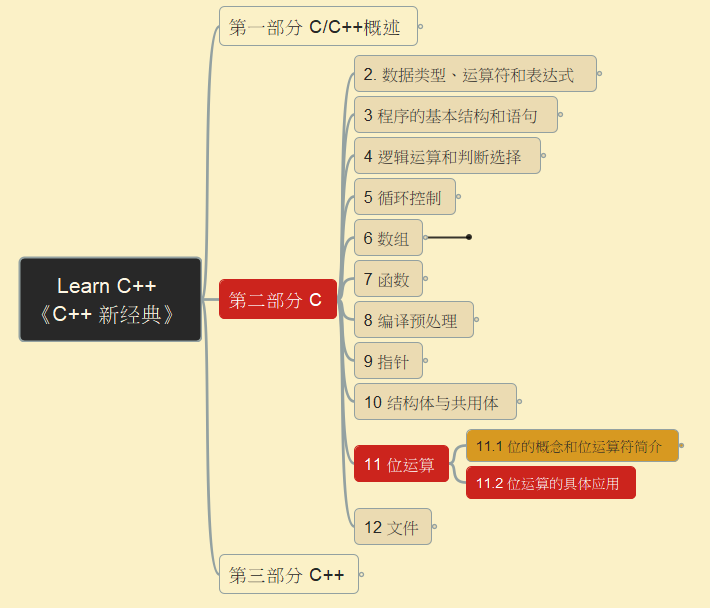 第一部分 C/C++概述
2. 数据类型、运算符和表达式
3 程序的基本结构和语句
4 逻辑运算和判断选择
5 循环控制
6 数组
Learn C++
《C++ 新经典》
第二部分 C
7 函数
8 编译预处理
9 指针
10 结构体与共用体
11 位运算
11.1 位的概念和位运算符简介
11.2 位运算的具体应用
12 文件
第三部分 C++